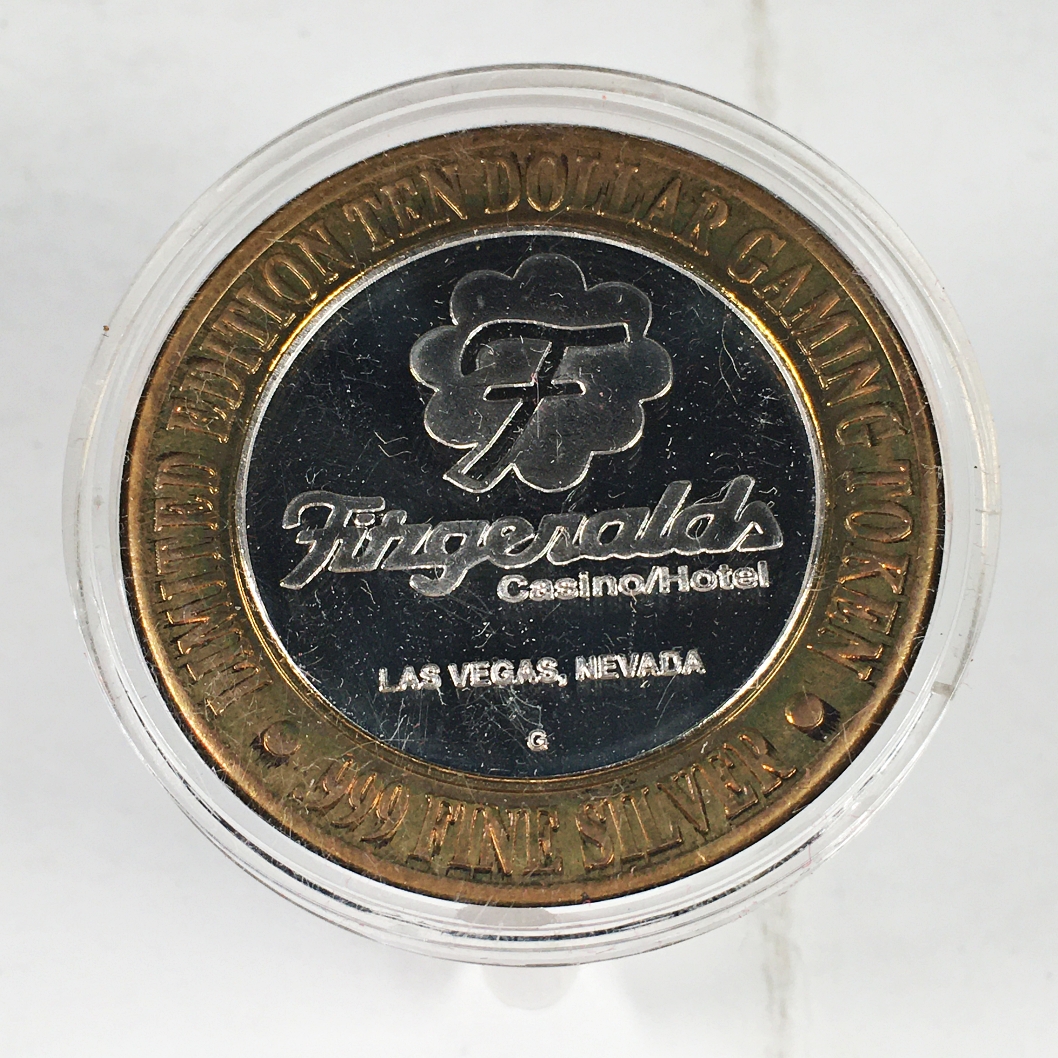 LIMITED EDITION TEN DOLLAR GAMING TOKEN
F
Fitzgeralds
Casino/Hotel
LAS VEGAS, NEVADA
G
• .999 FINE SILVER •